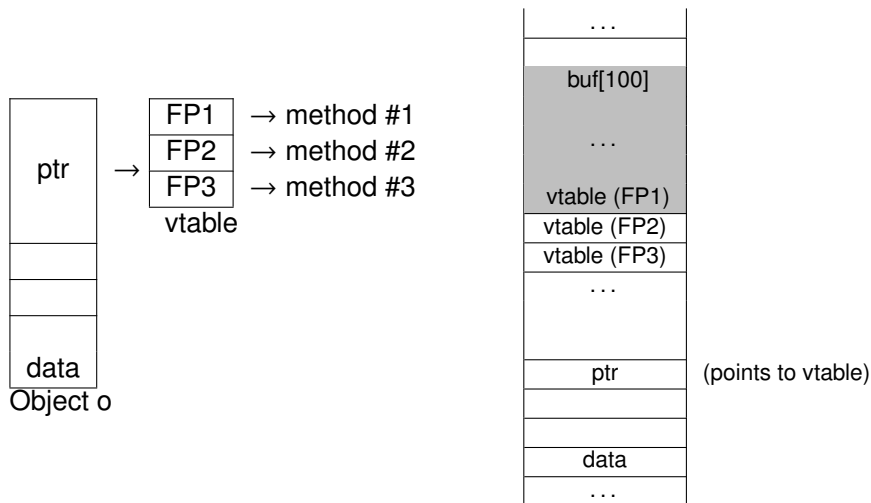 ptr
→
FP1 → method #1
FP2 → method #2
FP3 → method #3
vtable
data
Object o
. . .
buf[100]
. . .
vtable (FP1)
vtable (FP2)
vtable (FP3)
. . .
ptr (points to vtable)
data
. . .